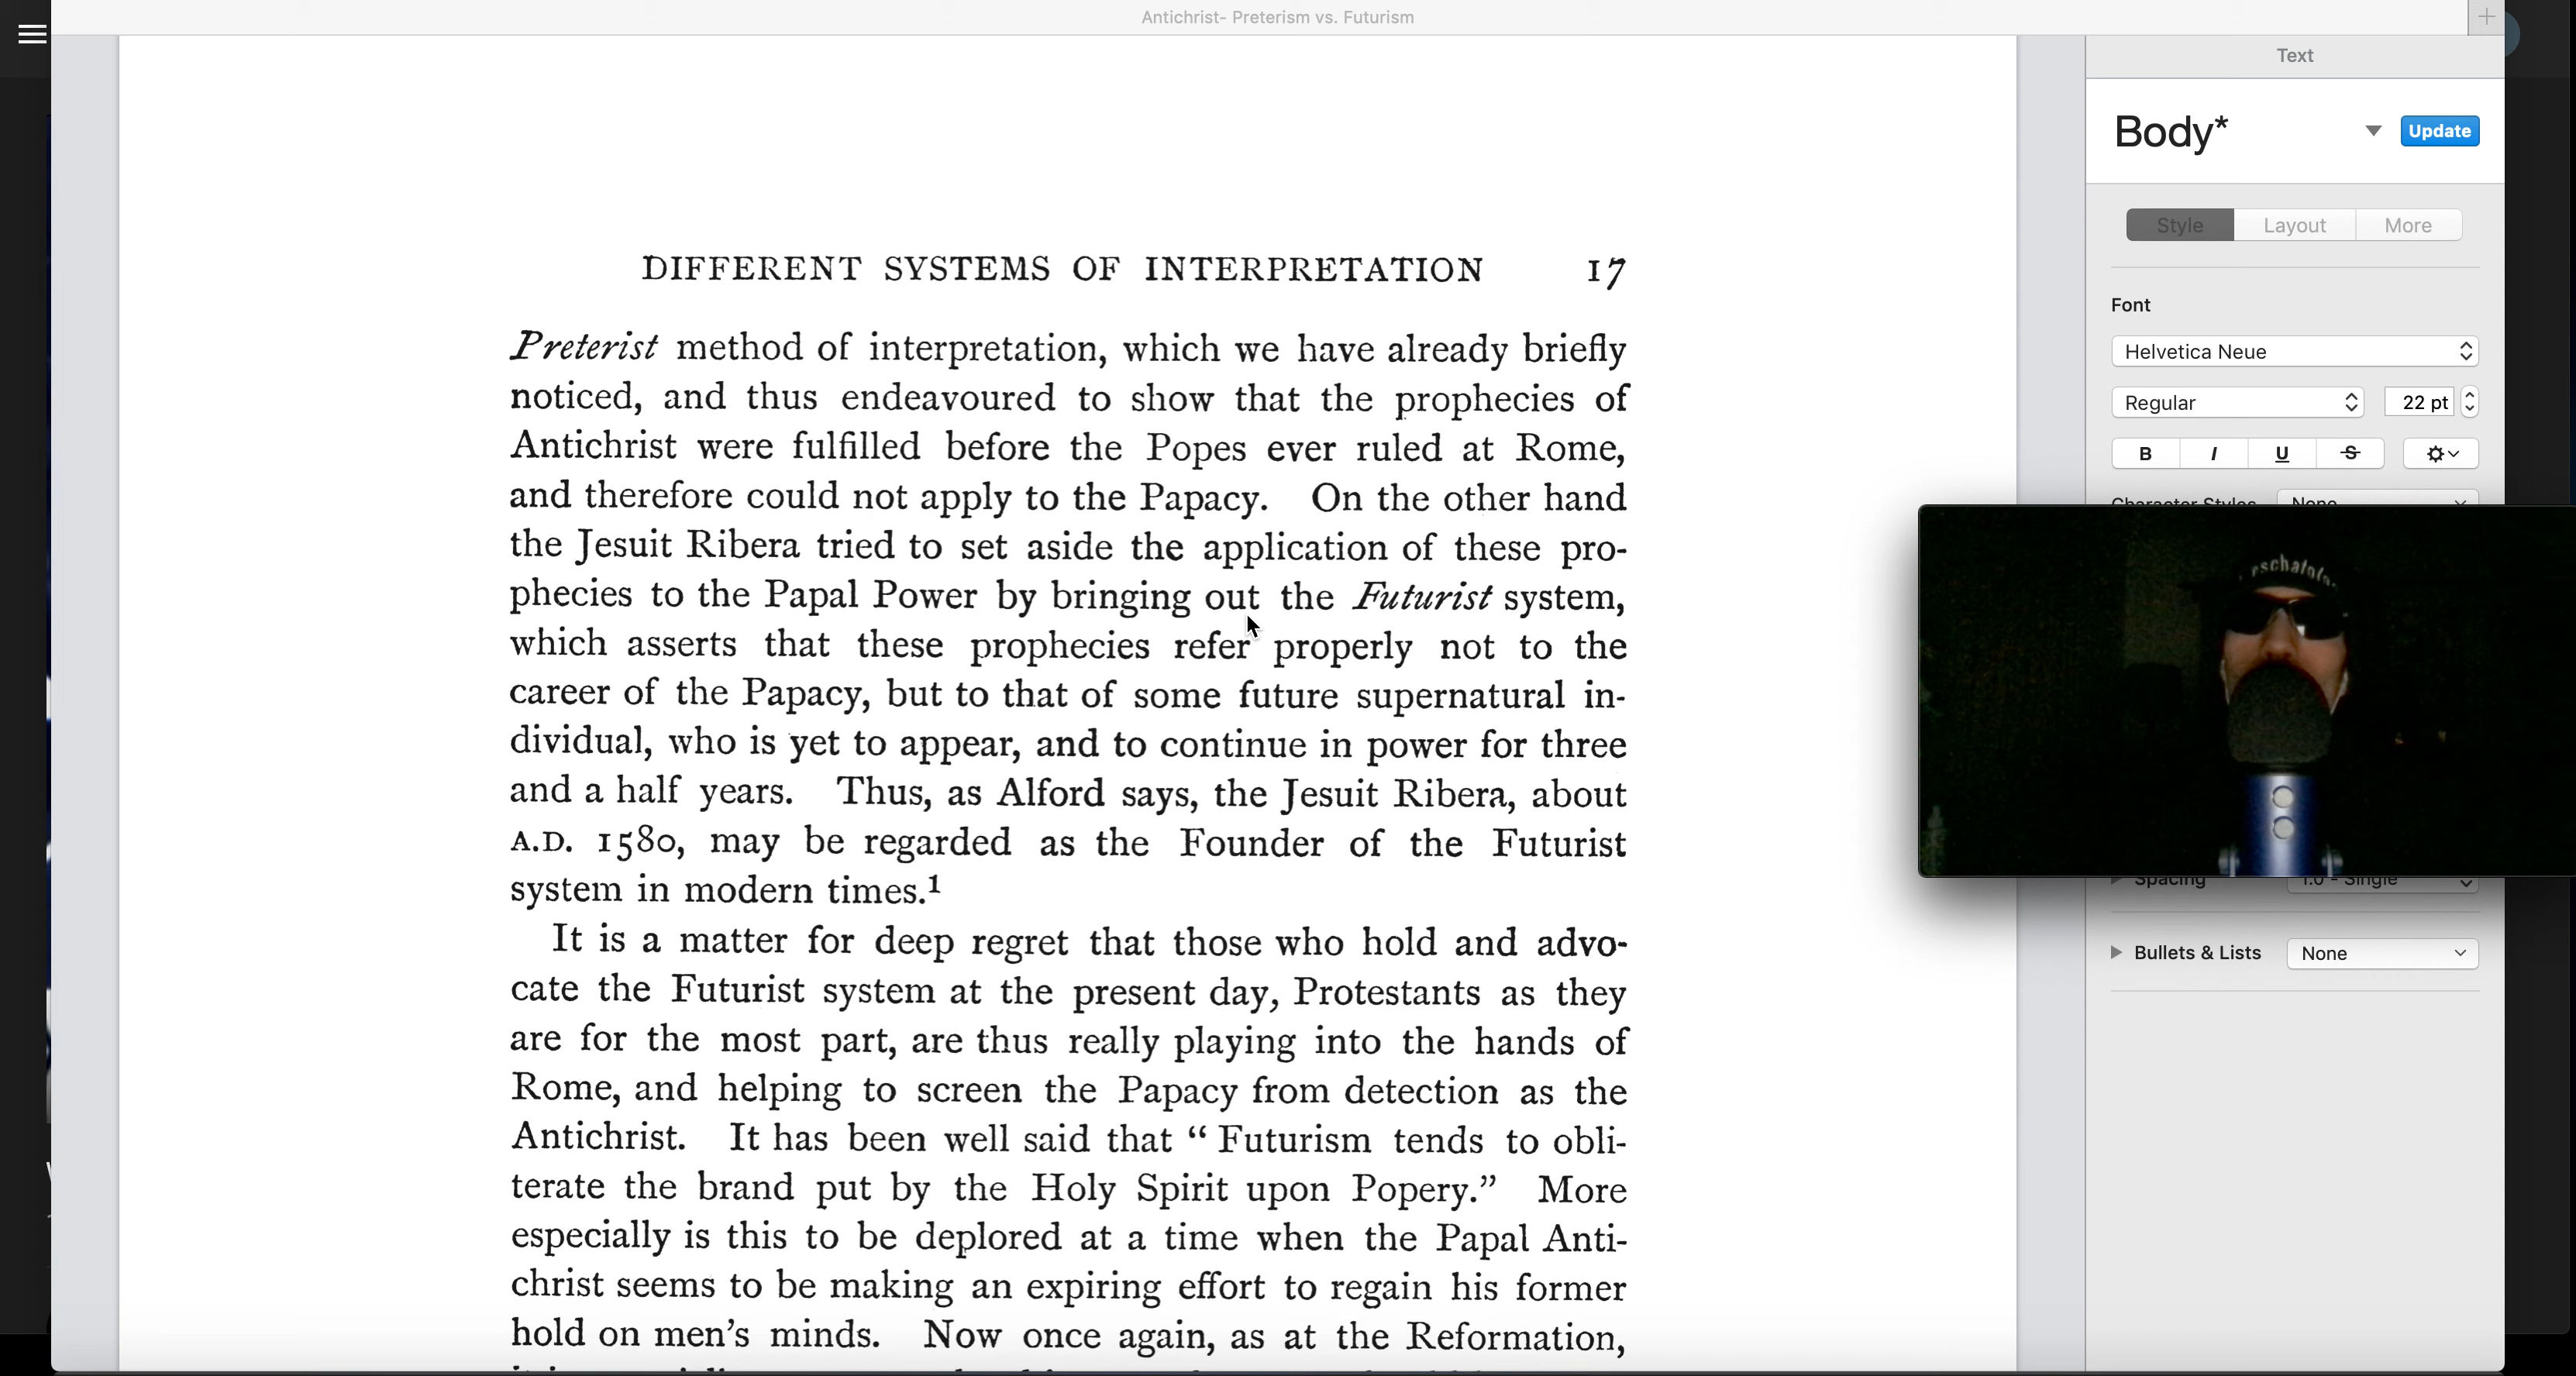 Antichrist- Preterism vs. Futurism
DIFFERENT SYSTEMS OF INTERPRETATION 17
Preterist method of interpretation, which we have already briefly
noticed, and thus endeavoured to show that the prophecies of
Antichrist were fulfilled before the Popes ever ruled at Rome,
and therefore could not apply to the Papacy. On the other hand
the Jesuit Ribera tried to set aside the application of these pro-
phecies to the Papal Power by bringing out the Futurist system,
which asserts that these prophecies refer properly not to the
career of the Papacy, but to that of some future supernatural in-
dividual, who is yet to appear, and to continue in power for three
and a half years. Thus, as Alford says, the Jesuit Ribera, about
A.D. 1580, may be regarded as the Founder of the Futurist
system in modern times.¹
It is a matter for deep regret that those who hold and advo-
cate the Futurist system at the present day, Protestants as they
are for the most part, are thus really playing into the hands of
Rome, and helping to screen the Papacy from detection as the
Antichrist. It has been well said that “Futurism tends to obli-
terate the brand put by the Holy Spirit upon Popery.” More
especially is this to be deplored at a time when the Papal Anti-
christ seems to be making an expiring effort to regain his former
hold on men’s minds. Now once again, as at the Reformation,
Text
Body*
Update
Style Layout More
Font
Helvetica Neue
Regular 22 pt
B I U S
Character Styles None
Spacing 1.0 - Single
Bullets & Lists None